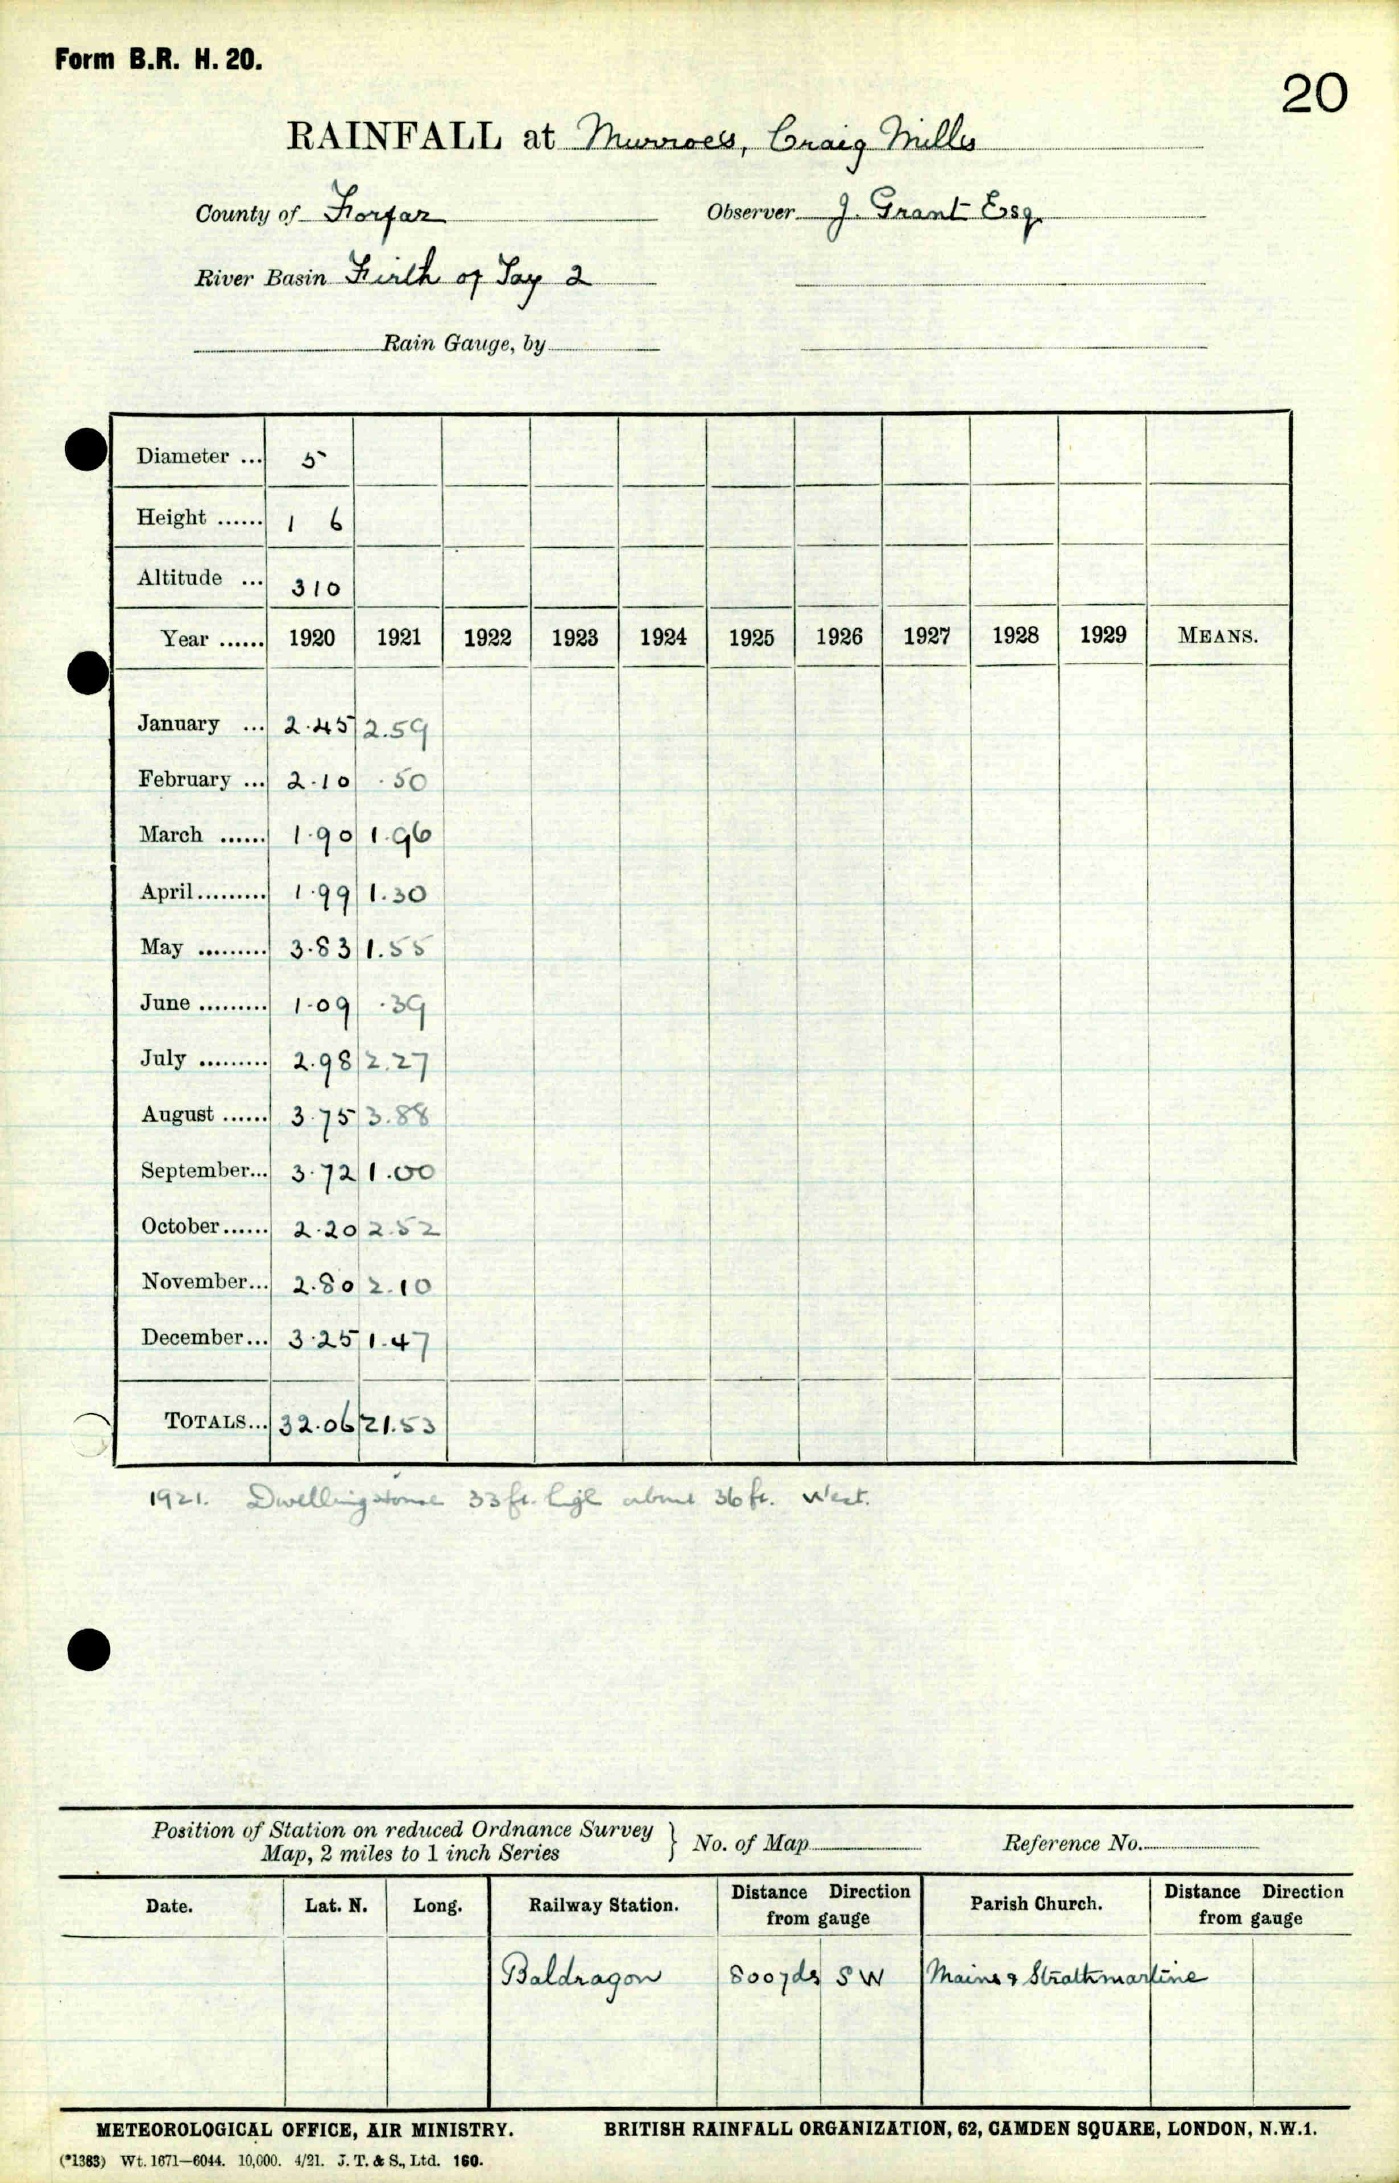 Form B.R. H. 20.
20
RAINFALL at Murroes, Craig Mills
County of Forfar Observer J. Grant Esq.
River Basin Firth of Tay 2
Rain Gauge, by
Diameter ... 5
Height ...... 1 6
Altitude ... 310
Year ...... 1920 1921 1922 1923 1924 1925 1926 1927 1928 1929 MEANS.
January ... 2.45 2.59
February ... 2.10 .50
March ...... 1.90 1.96
April ......... 1.99 1.30
May ......... 3.83 1.55
June ......... 1.09 .39
July ......... 2.98 2.27
August ...... 3.75 3.88
September... 3.72 1.00
October ...... 2.20 2.52
November... 2.80 2.10
December... 3.25 1.47
TOTALS... 32.06 21.53
1921. Dwelling House 33 ft. high about 36 ft. West.
Position of Station on reduced Ordnance Survey
Map, 2 miles to 1 inch Series } No. of Map Reference No.
Date. Lat. N. Long. Railway Station. Distance Direction from gauge Parish Church. Distance Direction from gauge
Baldragon 800 yds SW Mains & Strathmartine
METEOROLOGICAL OFFICE, AIR MINISTRY. BRITISH RAINFALL ORGANIZATION, 62, CAMDEN SQUARE, LONDON, N.W.1.
(*1383) Wt. 1671—6044. 10,000. 4/21. J. T. & S., Ltd. 160.